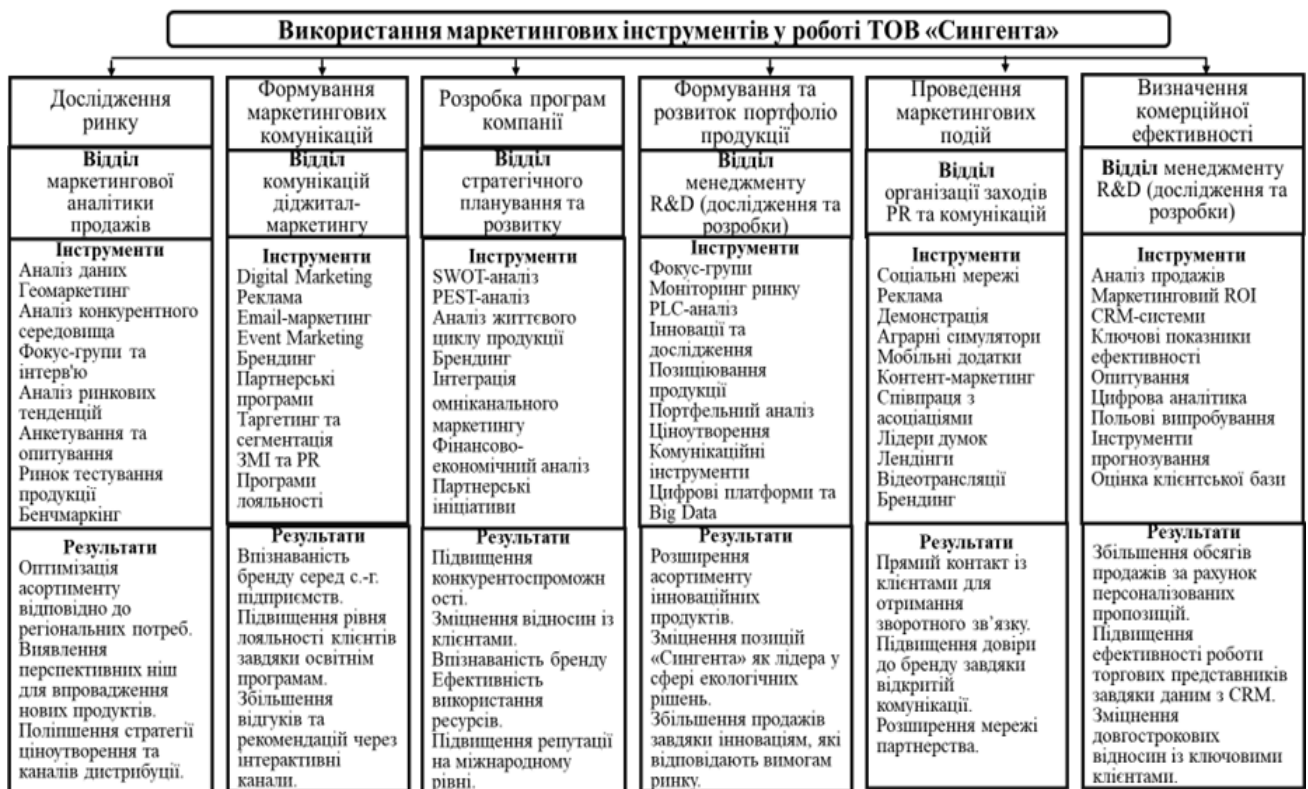 Використання маркетингових інструментів у роботі ТОВ «Сингента»
Дослідження
ринку
Відділ
маркетингової
аналітики
продажів
Інструменти
Аналіз даних
Геомаркетинг
Аналіз конкурентного
середовища
Фокус-групи та
інтерв'ю
Аналіз ринкових
тенденцій
Анкетування та
опитування
Ринок тестування
продукції
Бенчмаркінг
Результати
Оптимізація
асортименту
відповідно до
регіональних потреб.
Виявлення
перспективних ніш
для впровадження
нових продуктів.
Поліпшення стратегії
ціноутворення та
каналів дистрибуції.
Формування
маркетингових
комунікацій
Відділ
комунікацій
діджитал-
маркетингу
Інструменти
Digital Marketing
Реклама
Email-маркетинг
Event Marketing
Брендинг
Партнерські
програми
Таргетинг та
сегментація
ЗМІ та PR
Програми
лояльності
Результати
Впізнаваність
бренду серед с.-г.
підприємств.
Підвищення рівня
лояльності клієнтів
завдяки освітнім
програмам.
Збільшення
відгуків та
рекомендацій через
інтерактивні
канали.
Розробка програм
компанії
Відділ
стратегічного
планування та
розвитку
Інструменти
SWOT-аналіз
PEST-аналіз
Аналіз життєвого
циклу продукції
Брендинг
Інтеграція
омніканального
маркетингу
Фінансово-
економічний аналіз
Партнерські
ініціативи
Результати
Підвищення
конкурентоспроможн
ості.
Зміцнення відносин із
клієнтами.
Впізнаваність бренду
Ефективність
використання
ресурсів.
Підвищення репутації
на міжнародному
рівні.
Формування та
розвиток портфоліо
продукції
Відділ
менеджменту
R&D (дослідження та
розробки)
Інструменти
Фокус-групи
Моніторинг ринку
PLC-аналіз
Інновації та
дослідження
Позиціювання
продукції
Портфельний аналіз
Ціноутворення
Комунікаційні
інструменти
Цифрові платформи та
Big Data
Результати
Розширення
асортименту
інноваційних
продуктів.
Зміцнення позицій
«Сингента» як лідера у
сфері екологічних
рішень.
Збільшення продажів
завдяки інноваціям, які
відповідають вимогам
ринку.
Проведення
маркетингових
подій
Відділ
організації заходів
PR та комунікацій
Інструменти
Соціальні мережі
Реклама
Демонстрація
Аграрні симулятори
Мобільні додатки
Контент-маркетинг
Співпраця з
асоціаціями
Лідери думок
Лендінги
Відеотрансляції
Брендинг
Результати
Прямий контакт із
клієнтами для
отримання
зворотного зв’язку.
Підвищення довіри
до бренду завдяки
відкритій
комунікації.
Розширення мережі
партнерства.
Визначення
комерційної
ефективності
Відділ менеджменту
R&D (дослідження та
розробки)
Інструменти
Аналіз продажів
Маркетинговий ROI
CRM-системи
Ключові показники
ефективності
Опитування
Цифрова аналітика
Польові випробування
Інструменти
прогнозування
Оцінка клієнтської бази
Результати
Збільшення обсягів
продажів за рахунок
персоналізованих
пропозицій.
Підвищення
ефективності роботи
торгових представників
завдяки даним з CRM.
Зміцнення
довгострокових
відносин із ключовими
клієнтами.